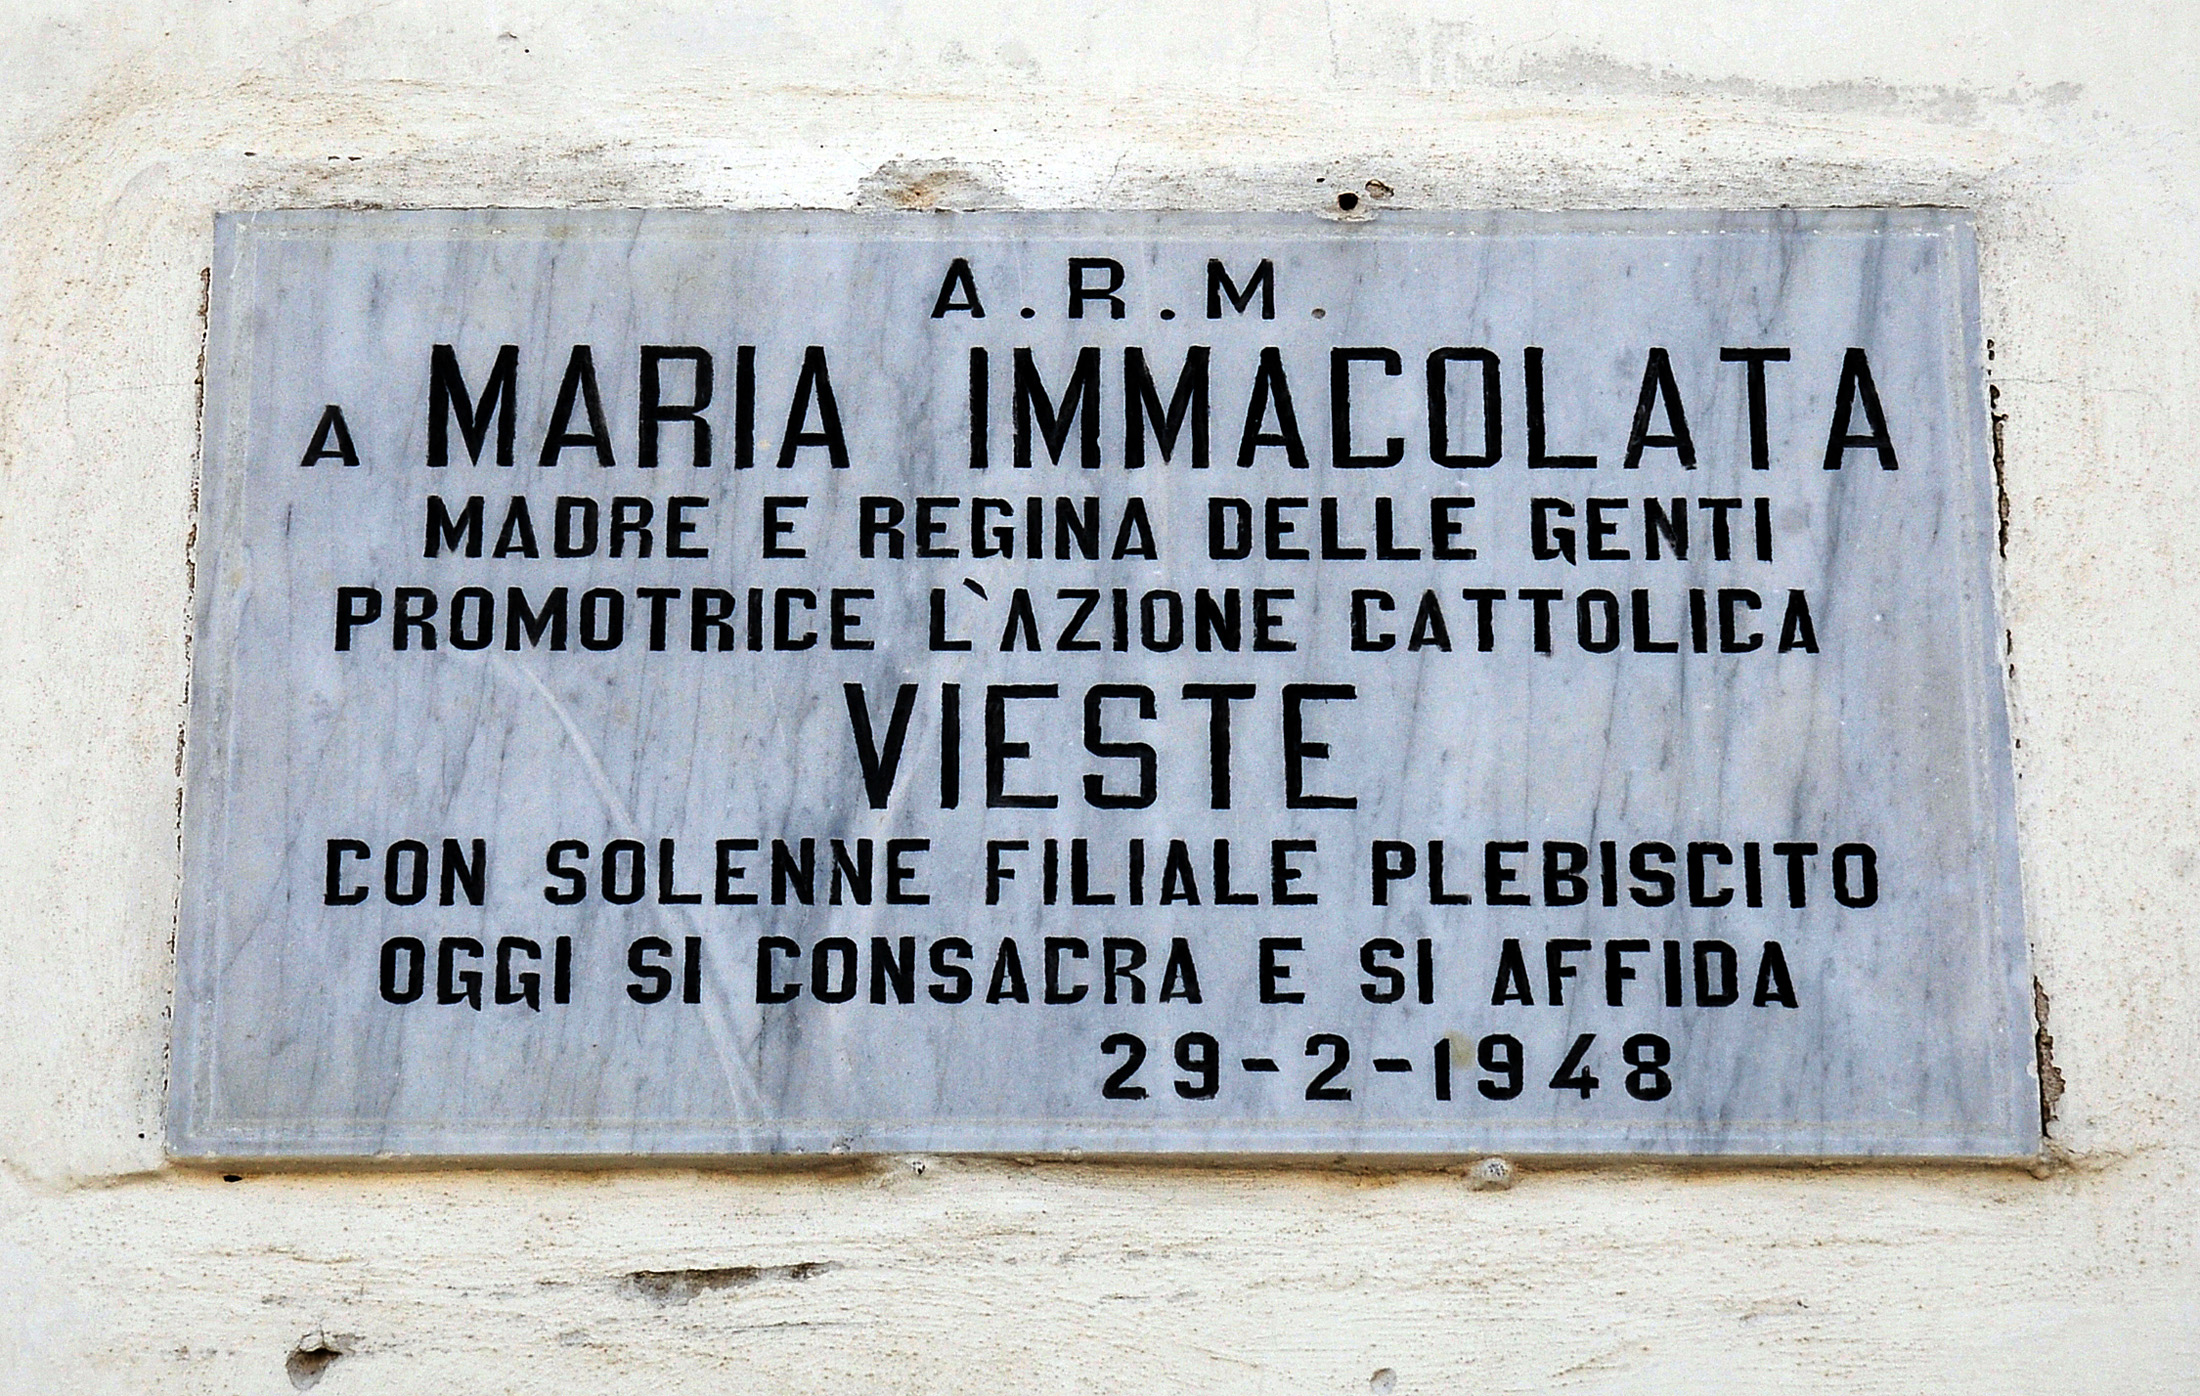 A.R.M.
A MARIA IMMACOLATA
MADRE E REGINA DELLE GENTI
PROMOTRICE L`AZIONE CATTOLICA
VIESTE
CON SOLENNE FILIALE PLEBISCITO
OGGI SI CONSACRA E SI AFFIDA
29-2-1948